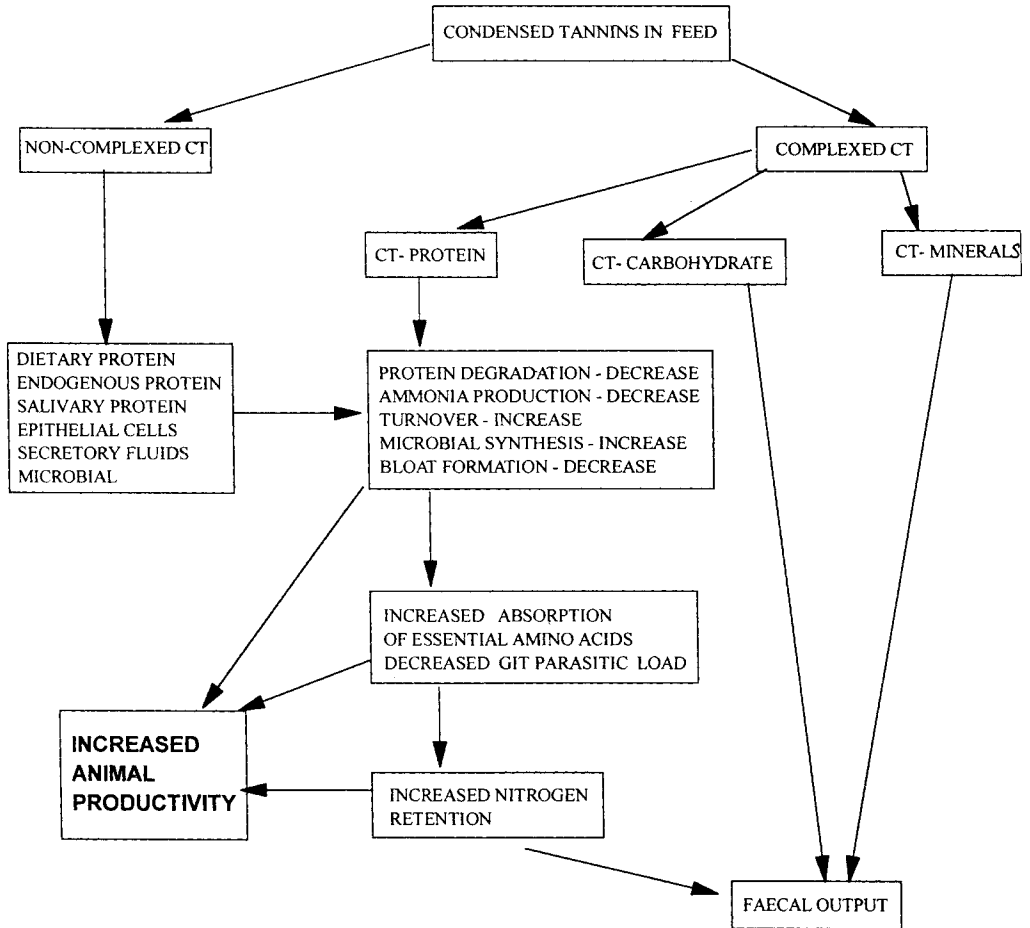 CONDENSED TANNINS IN FEED
NON-COMPLEXED CT
COMPLEXED CT
CT- PROTEIN
CT- CARBOHYDRATE
CT- MINERALS
DIETARY PROTEIN
ENDOGENOUS PROTEIN
SALIVARY PROTEIN
EPITHELIAL CELLS
SECRETORY FLUIDS
MICROBIAL
PROTEIN DEGRADATION - DECREASE
AMMONIA PRODUCTION - DECREASE
TURNOVER - INCREASE
MICROBIAL SYNTHESIS - INCREASE
BLOAT FORMATION - DECREASE
INCREASED ABSORPTION
OF ESSENTIAL AMINO ACIDS
DECREASED GIT PARASITIC LOAD
INCREASED
ANIMAL
PRODUCTIVITY
INCREASED NITROGEN
RETENTION
FAECAL OUTPUT